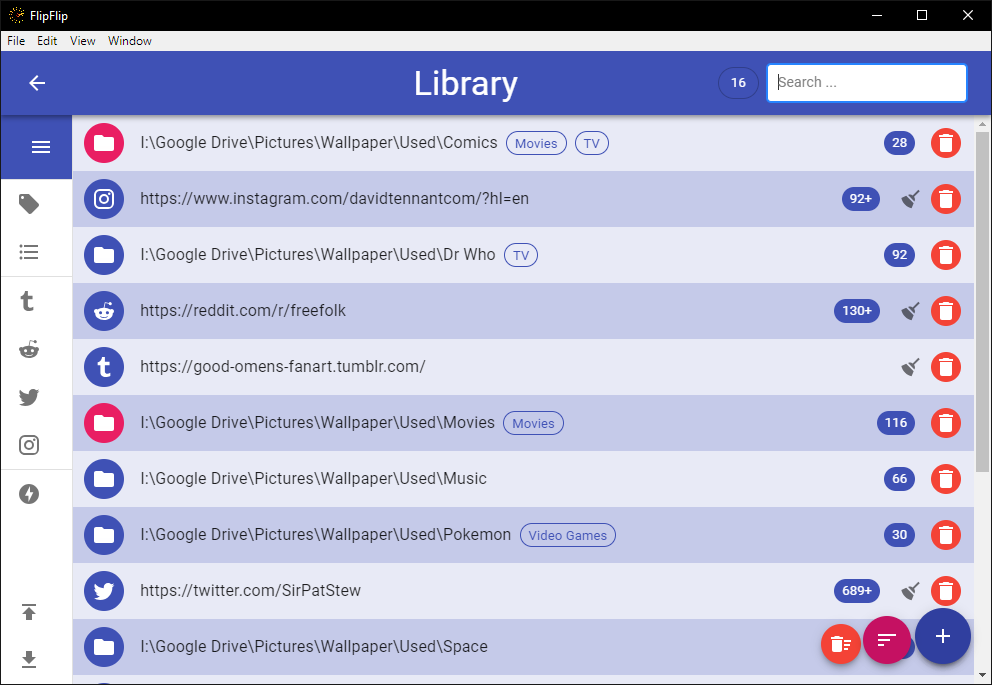 FlipFlip
File Edit View Window
Library 16 Search ...
I:\Google Drive\Pictures\Wallpaper\Used\Comics Movies TV 28
https://www.instagram.com/davidtennantcom/?hl=en 92+
I:\Google Drive\Pictures\Wallpaper\Used\Dr Who TV 92
https://reddit.com/r/freefolk 130+
https://good-omens-fanart.tumblr.com/
I:\Google Drive\Pictures\Wallpaper\Used\Movies Movies 116
I:\Google Drive\Pictures\Wallpaper\Used\Music 66
I:\Google Drive\Pictures\Wallpaper\Used\Pokemon Video Games 30
https://twitter.com/SirPatStew 689+
I:\Google Drive\Pictures\Wallpaper\Used\Space